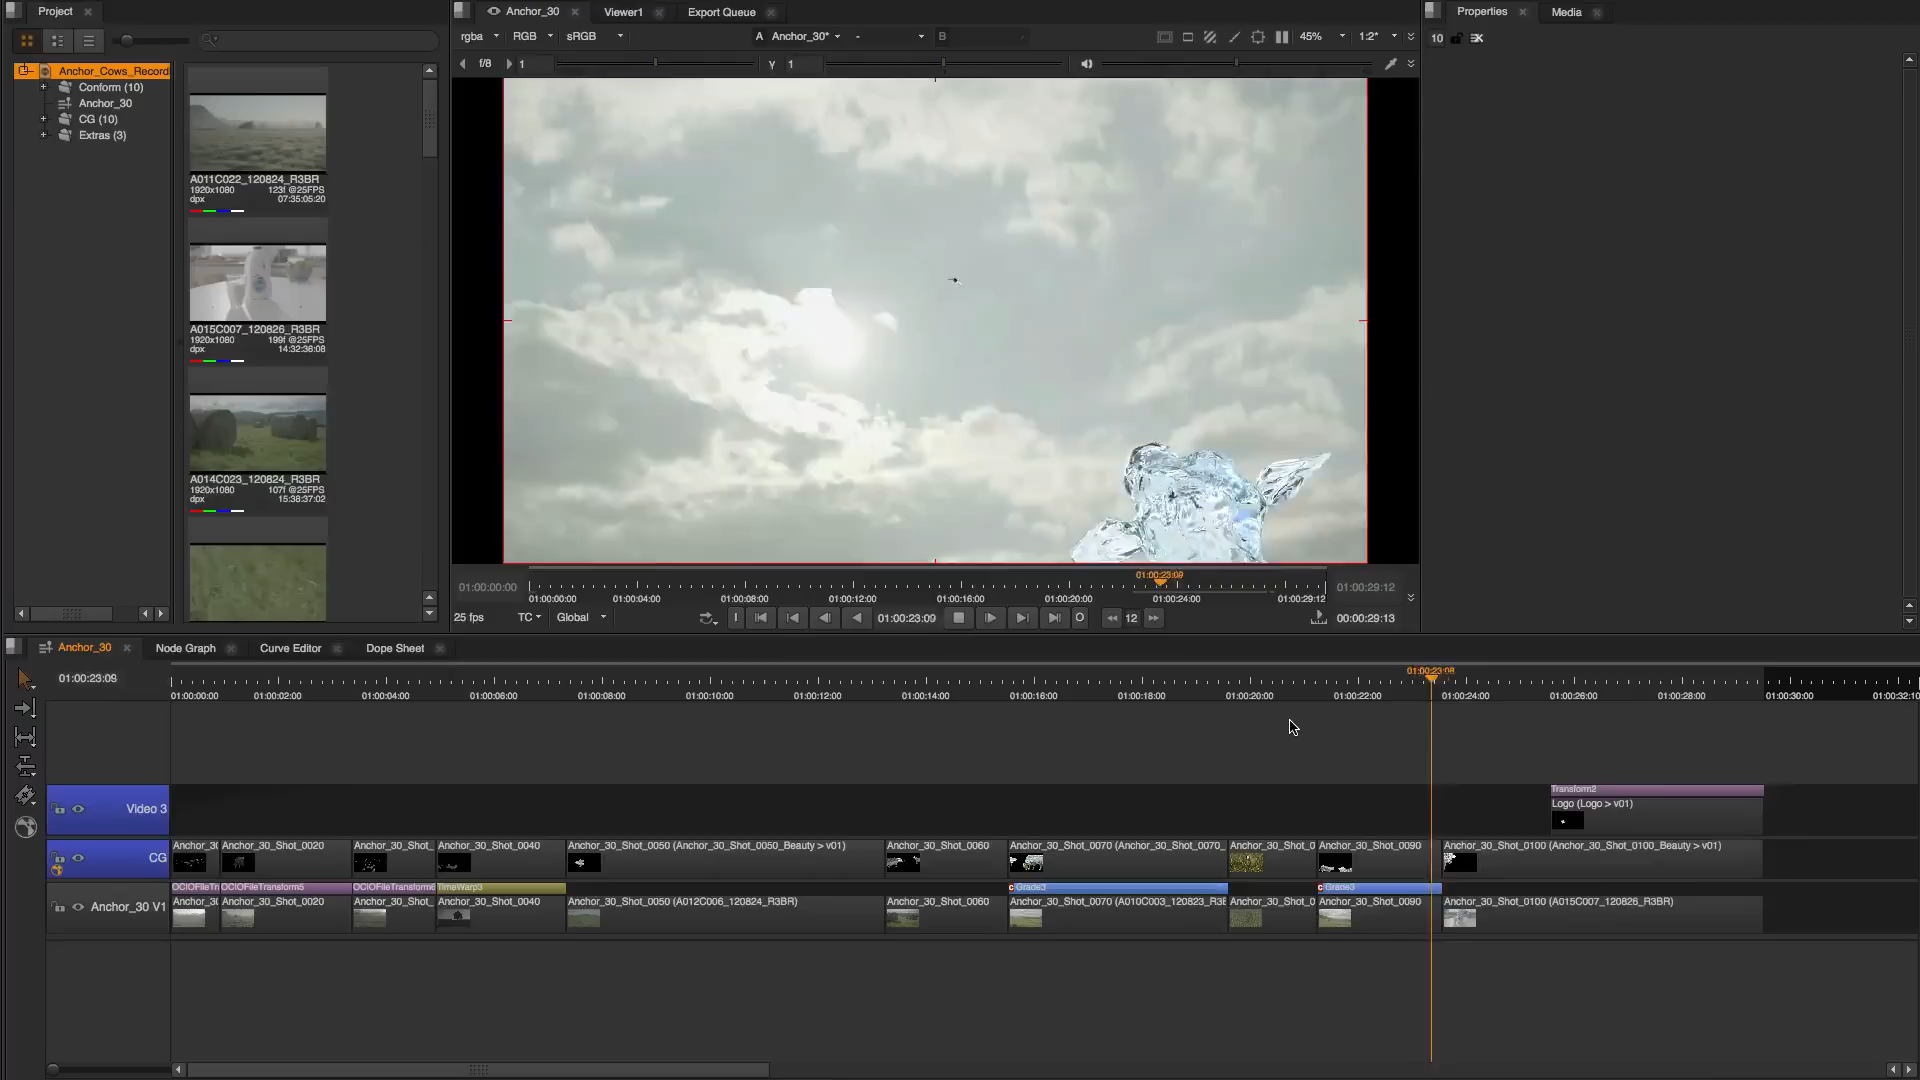 Project
Anchor_30
Viewer1
Export Queue
Properties
Media
rgba
RGB
sRGB
A
Anchor_30*
-
B
45%
1:2*
10
f/8
1
Y
1
Anchor_Cows_Record
Conform (10)
Anchor_30
CG (10)
Extras (3)
A011C022_120824_R3BR
1920x1080
123f @25FPS
dpx
07:35:05:20
A015C007_120826_R3BR
1920x1080
199f @25FPS
dpx
14:32:36:08
A014C023_120824_R3BR
1920x1080
107f @25FPS
dpx
15:38:37:02
01:00:23:09
01:00:00:00
01:00:29:12
01:00:00:00
01:00:04:00
01:00:08:00
01:00:12:00
01:00:16:00
01:00:20:00
01:00:24:00
01:00:29:12
25 fps
TC
Global
I
01:00:23:09
O
12
00:00:29:13
Anchor_30
Node Graph
Curve Editor
Dope Sheet
01:00:23:09
01:00:00:00
01:00:02:00
01:00:04:00
01:00:06:00
01:00:08:00
01:00:10:00
01:00:12:00
01:00:14:00
01:00:16:00
01:00:18:00
01:00:20:00
01:00:22:00
01:00:24:00
01:00:26:00
01:00:28:00
01:00:30:00
01:00:32:10
Video 3
Transform2
Logo (Logo > v01)
CG
Anchor_30
Anchor_30_Shot_0020
Anchor_30_Shot_
Anchor_30_Shot_0040
Anchor_30_Shot_0050 (Anchor_30_Shot_0050_Beauty > v01)
Anchor_30_Shot_0060
Anchor_30_Shot_0070 (Anchor_30_Shot_0070_
Anchor_30_Shot_0
Anchor_30_Shot_0090
Anchor_30_Shot_0100 (Anchor_30_Shot_0100_Beauty > v01)
OCIOFileTr
OCIOFileTransform5
OCIOFileTransform6
TimeWarp3
Grade3
Grade3
Anchor_30 V1
Anchor_30
Anchor_30_Shot_0020
Anchor_30_Shot_
Anchor_30_Shot_0040
Anchor_30_Shot_0050 (A012C006_120824_R3BR)
Anchor_30_Shot_0060
Anchor_30_Shot_0070 (A010C003_120823_R3B
Anchor_30_Shot_0
Anchor_30_Shot_0090
Anchor_30_Shot_0100 (A015C007_120826_R3BR)